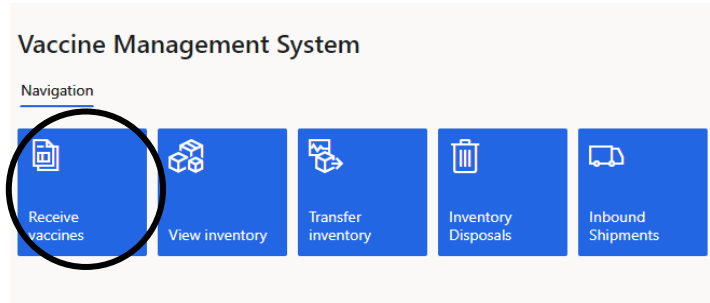 Vaccine Management System
Navigation
Receive
vaccines
View inventory
Transfer
inventory
Inventory
Disposals
Inbound
Shipments